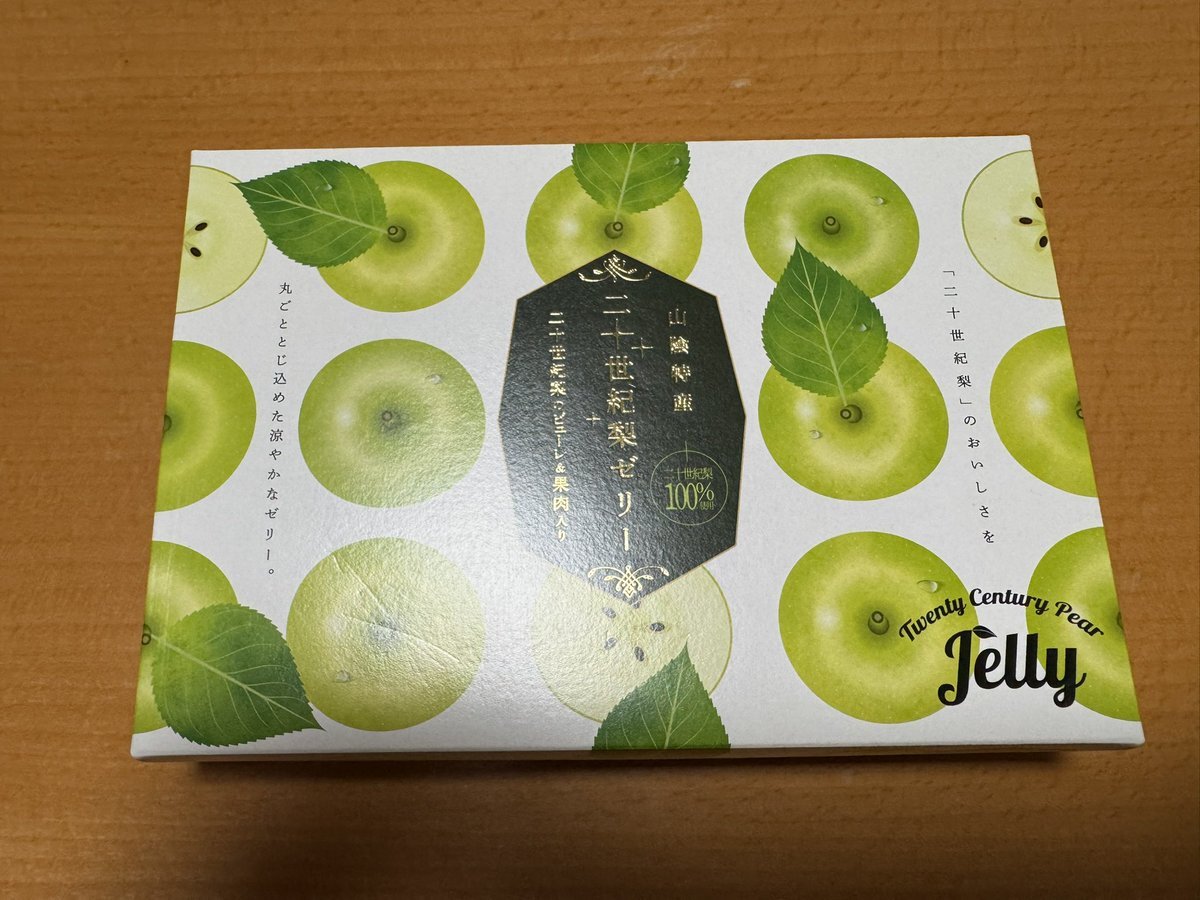 「二十世紀梨」のおいしさを
丸ごととじ込めた涼やかなゼリー。
山陰特産
二十世紀梨ゼリー
二十世紀梨のピューレ&果肉入り
二十世紀梨
100%
使用
Twenty Century Pear
Jelly